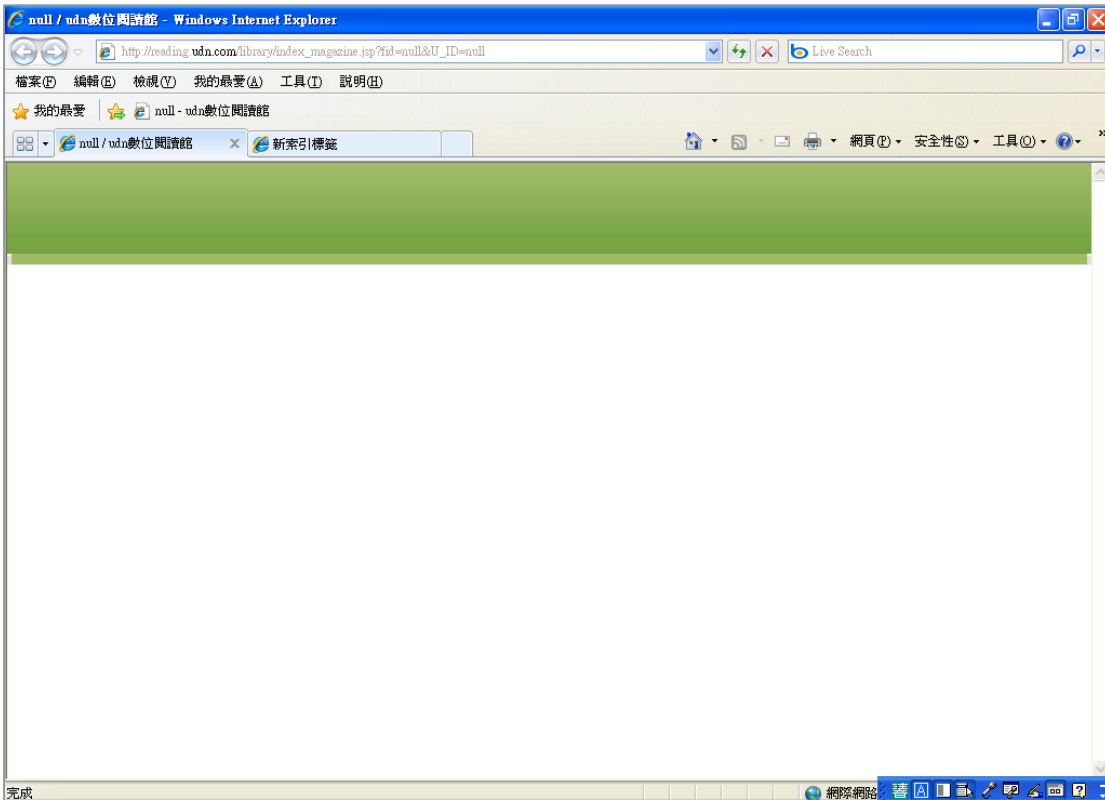 null / udn數位閱讀館 - Windows Internet Explorer
http://reading.udn.com/library/index_magazine.jsp?fid=null&U_ID=null
Live Search
檔案(F) 編輯(E) 檢視(V) 我的最愛(A) 工具(T) 說明(H)
我的最愛 null - udn數位閱讀館
null / udn數位閱讀館 新索引標籤 網頁(P) 安全性(S) 工具(O)
完成 網際網路